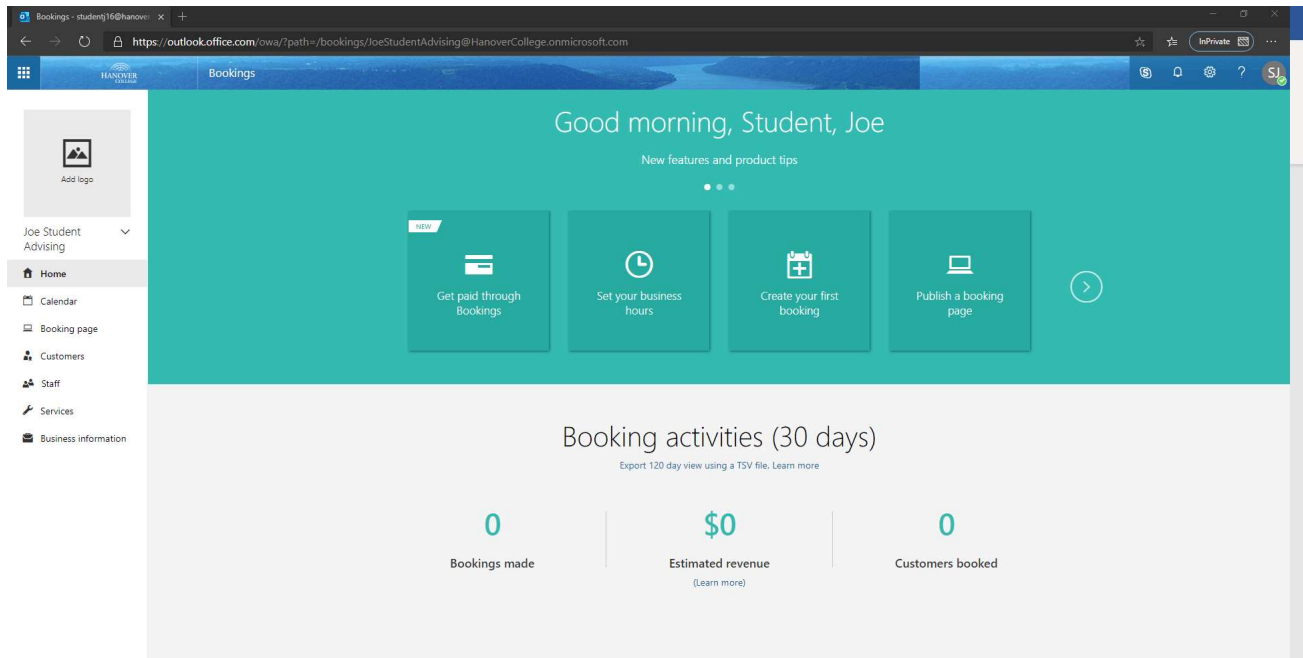 Bookings - studentj16@hanover
https://outlook.office.com/owa/?path=/bookings/JoeStudentAdvising@HanoverCollege.onmicrosoft.com
InPrivate
HANOVER
COLLEGE
Bookings
SJ
Add logo
Joe Student
Advising
Home
Calendar
Booking page
Customers
Staff
Services
Business information
Good morning, Student, Joe
New features and product tips
NEW
Get paid through
Bookings
Set your business
hours
Create your first
booking
Publish a booking
page
Booking activities (30 days)
Export 120 day view using a TSV file. Learn more
0
Bookings made
$0
Estimated revenue
(Learn more)
0
Customers booked